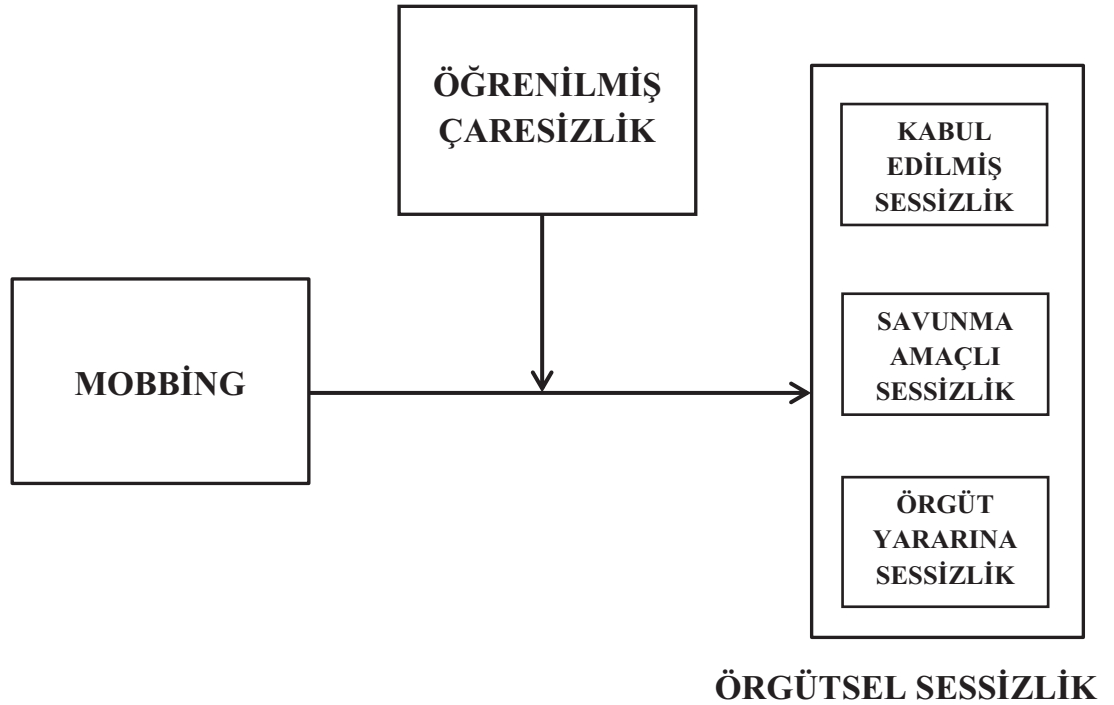 ÖĞRENİLMİŞ
ÇARESİZLİK
MOBBİNG
KABUL
EDİLMİŞ
SESSİZLİK
SAVUNMA
AMAÇLI
SESSİZLİK
ÖRGÜT
YARARINA
SESSİZLİK
ÖRGÜTSEL SESSİZLİK